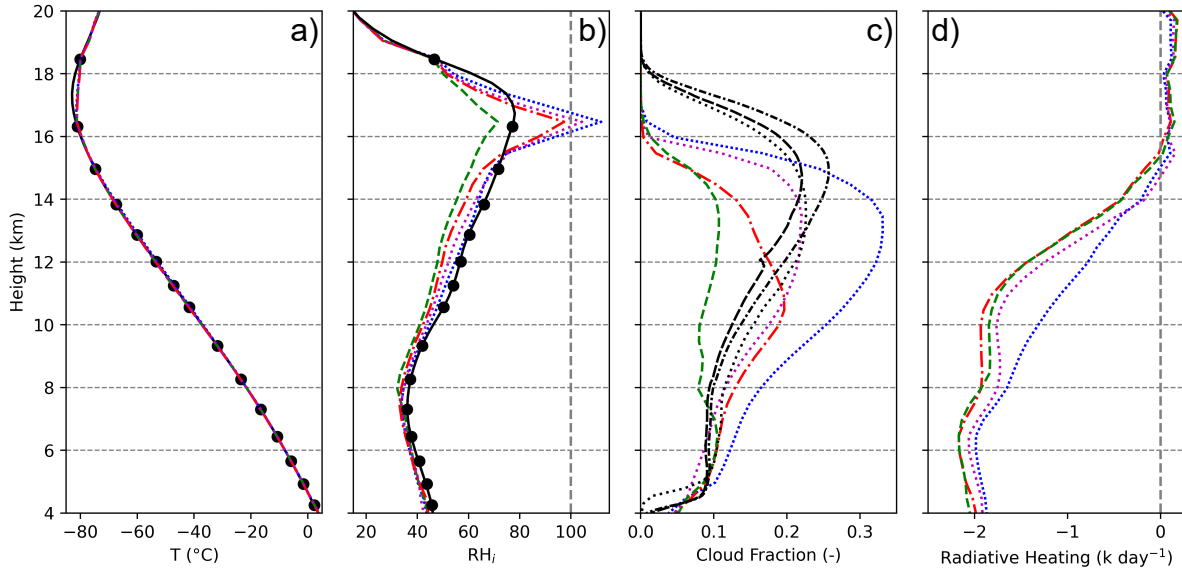 a) b) c) d)
20
18
16
14
12
10
8
6
4
Height (km)
−80 −60 −40 −20 0
T (°C)
20 40 60 80 100
RHi
0.0 0.1 0.2 0.3
Cloud Fraction (-)
−2 −1 0
Radiative Heating (k day⁻¹)